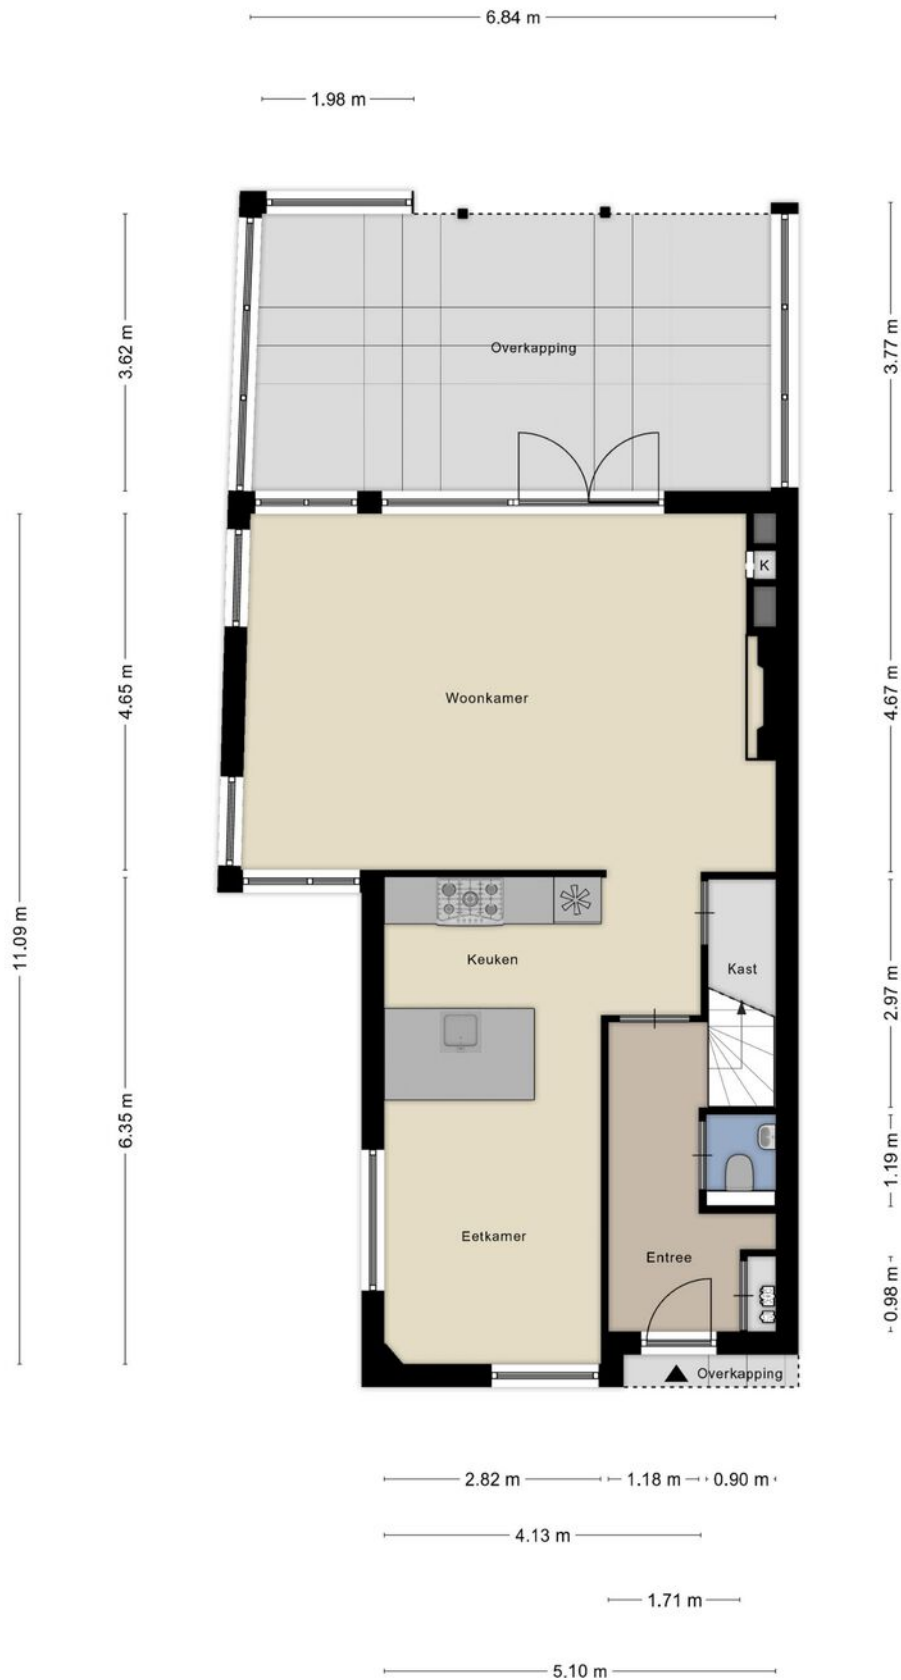 6.84 m
1.98 m
3.62 m
3.77 m
Overkapping
K
4.65 m
Woonkamer
4.67 m
11.09 m
Keuken
Kast
2.97 m
6.35 m
1.19 m
Eetkamer
Entree
0.98 m
Overkapping
2.82 m
1.18 m
0.90 m
4.13 m
1.71 m
5.10 m